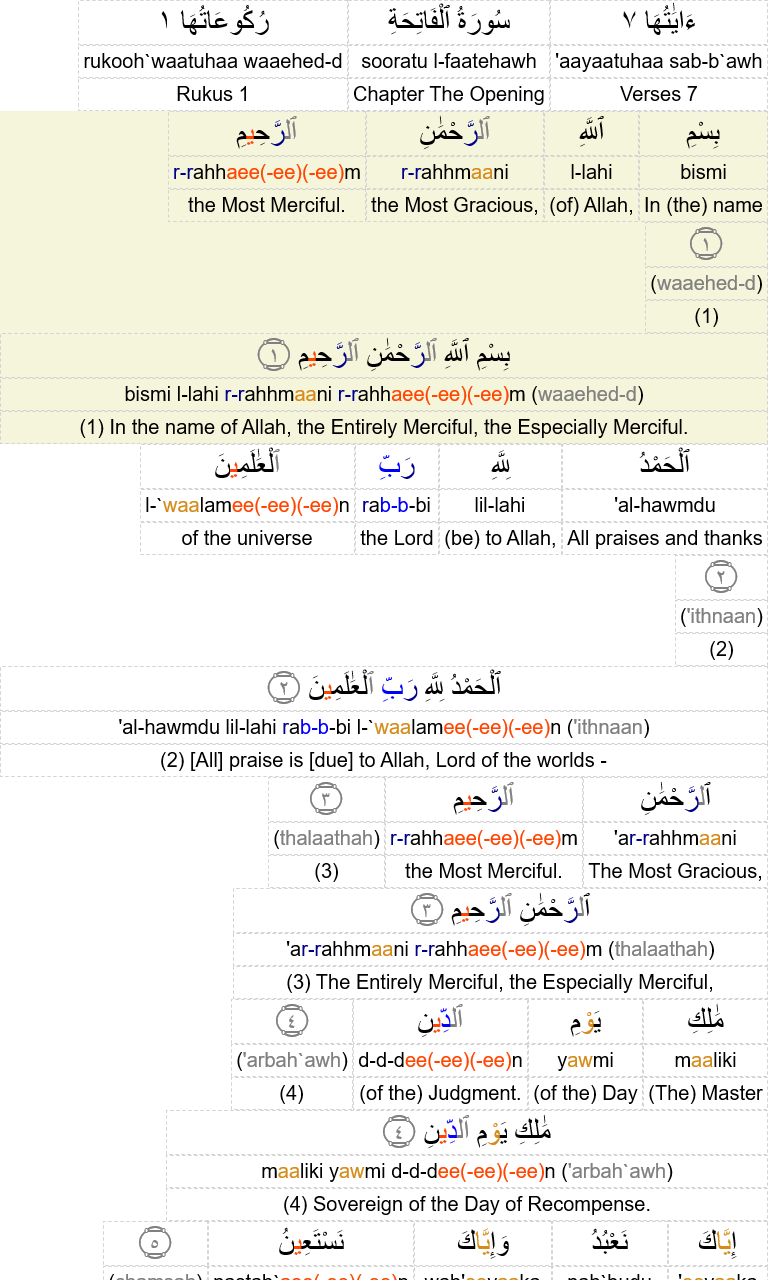 ءَايَٰتُهَا ٧ سُورَةُ ٱلْفَاتِحَةِ رُكُوعَاتُهَا ١
'aayaatuhaa sab-b`awh sooratu l-faatehawh rukooh`waatuhaa waaehed-d
Verses 7 Chapter The Opening Rukus 1
بِسْمِ ٱللَّهِ ٱلرَّحْمَٰنِ ٱلرَّحِيمِ
bismi l-lahi r-rahhmaani r-rahhaee(-ee)(-ee)m
In (the) name (of) Allah, the Most Gracious, the Most Merciful.
١
(waaehed-d)
(1)
بِسْمِ ٱللَّهِ ٱلرَّحْمَٰنِ ٱلرَّحِيمِ ١
bismi l-lahi r-rahhmaani r-rahhaee(-ee)(-ee)m (waaehed-d)
(1) In the name of Allah, the Entirely Merciful, the Especially Merciful.
ٱلْحَمْدُ لِلَّهِ رَبِّ ٱلْعَٰلَمِينَ
'al-hawmdu lil-lahi rab-b-bi l-`waalamee(-ee)(-ee)n
All praises and thanks (be) to Allah, the Lord of the universe
٢
('ithnaan)
(2)
ٱلْحَمْدُ لِلَّهِ رَبِّ ٱلْعَٰلَمِينَ ٢
'al-hawmdu lil-lahi rab-b-bi l-`waalamee(-ee)(-ee)n ('ithnaan)
(2) [All] praise is [due] to Allah, Lord of the worlds -
ٱلرَّحْمَٰنِ ٱلرَّحِيمِ ٣
'ar-rahhmaani r-rahhaee(-ee)(-ee)m (thalaathah)
The Most Gracious, the Most Merciful. (3)
ٱلرَّحْمَٰنِ ٱلرَّحِيمِ ٣
'ar-rahhmaani r-rahhaee(-ee)(-ee)m (thalaathah)
(3) The Entirely Merciful, the Especially Merciful,
مَٰلِكِ يَوْمِ ٱلدِّينِ ٤
maaliki yawmi d-d-dee(-ee)(-ee)n ('arbah`awh)
(The) Master (of the) Day (of the) Judgment. (4)
مَٰلِكِ يَوْمِ ٱلدِّينِ ٤
maaliki yawmi d-d-dee(-ee)(-ee)n ('arbah`awh)
(4) Sovereign of the Day of Recompense.
إِيَّاكَ نَعْبُدُ وَإِيَّاكَ نَسْتَعِينُ ٥